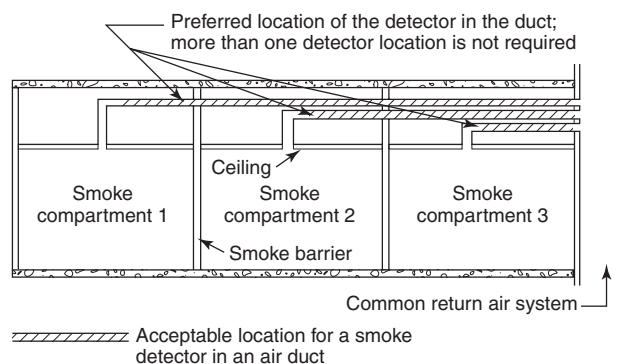 Preferred location of the detector in the duct;
more than one detector location is not required
Ceiling
Smoke
compartment 1
Smoke
compartment 2
Smoke
compartment 3
Smoke barrier
Common return air system
Acceptable location for a smoke
detector in an air duct